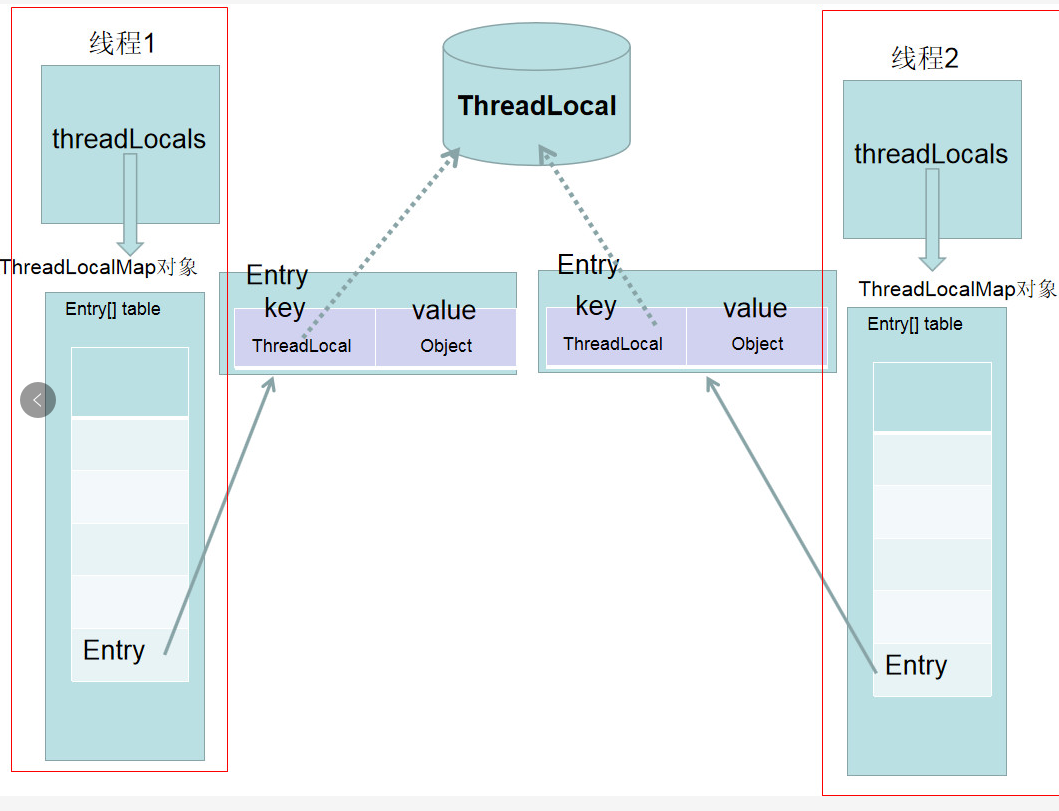 线程1
threadLocals
ThreadLocalMap对象
Entry[] table
Entry
ThreadLocal
Entry
key
value
ThreadLocal
Object
Entry
key
value
ThreadLocal
Object
线程2
threadLocals
ThreadLocalMap对象
Entry[] table
Entry